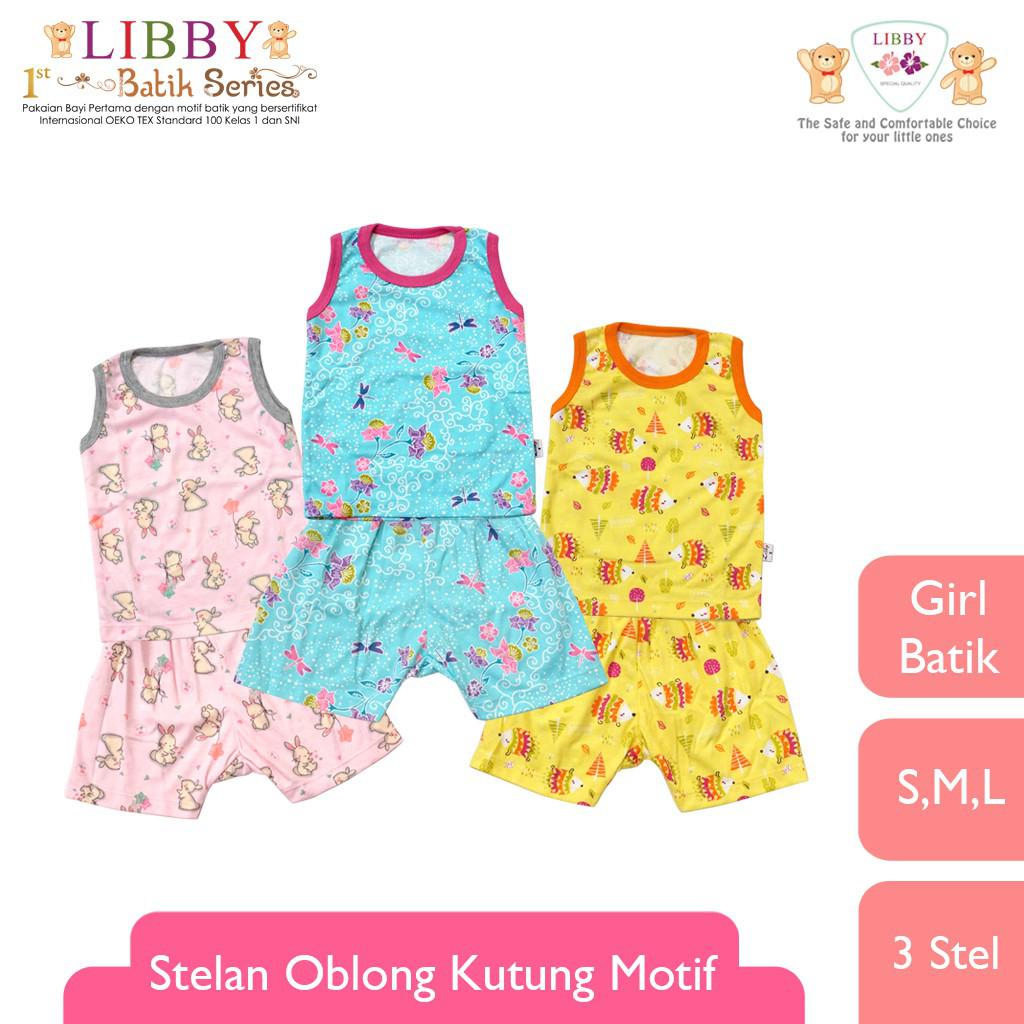 LIBBY
1st Batik Series
Pakaian Bayi Pertama dengan motif batik yang bersertifikat
Internasional OEKO TEX Standard 100 Kelas 1 dan SNI
LIBBY
SPECIAL QUALITY
The Safe and Comfortable Choice
for your little ones
Girl
Batik
S,M,L
3 Stel
Stelan Oblong Kutung Motif